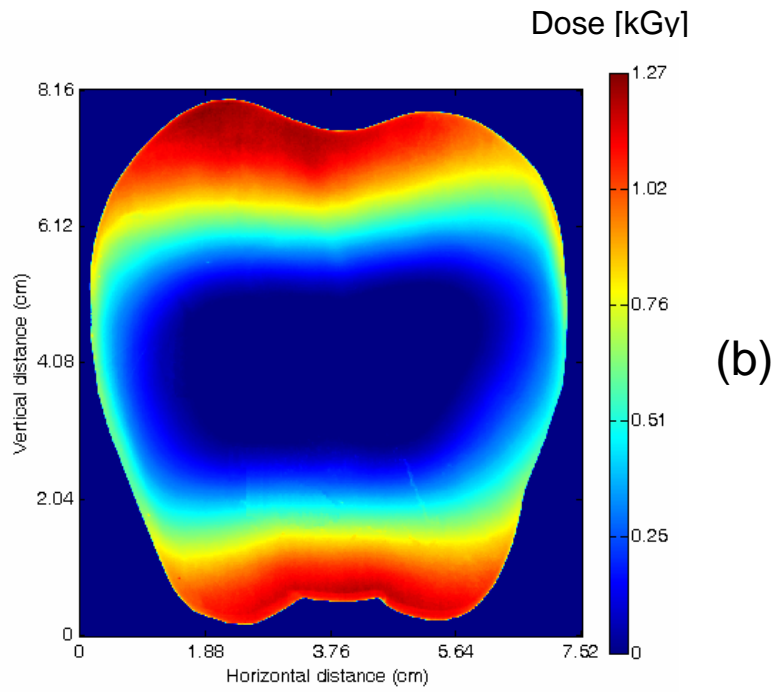 Dose [kGy]
8.16
6.12
4.08
2.04
0
Vertical distance (cm)
0 1.88 3.76 5.64 7.52
Horizontal distance (cm)
1.27
1.02
0.76
0.51
0.25
0
(b)